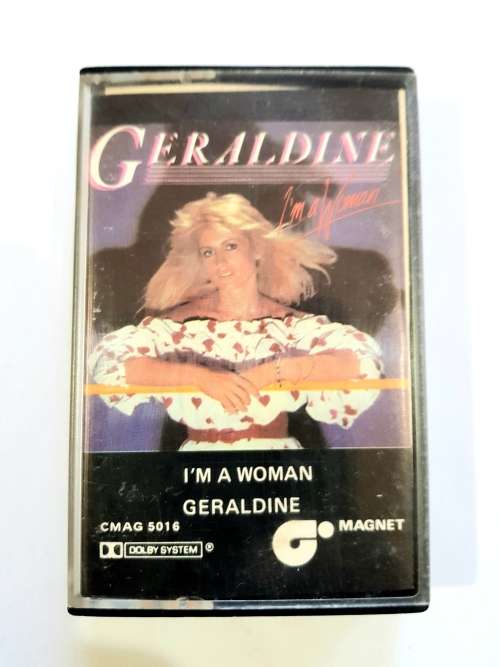 GERALDINE
I'm a Woman
I'M A WOMAN
GERALDINE
CMAG 5016
MAGNET
DOLBY SYSTEM ®